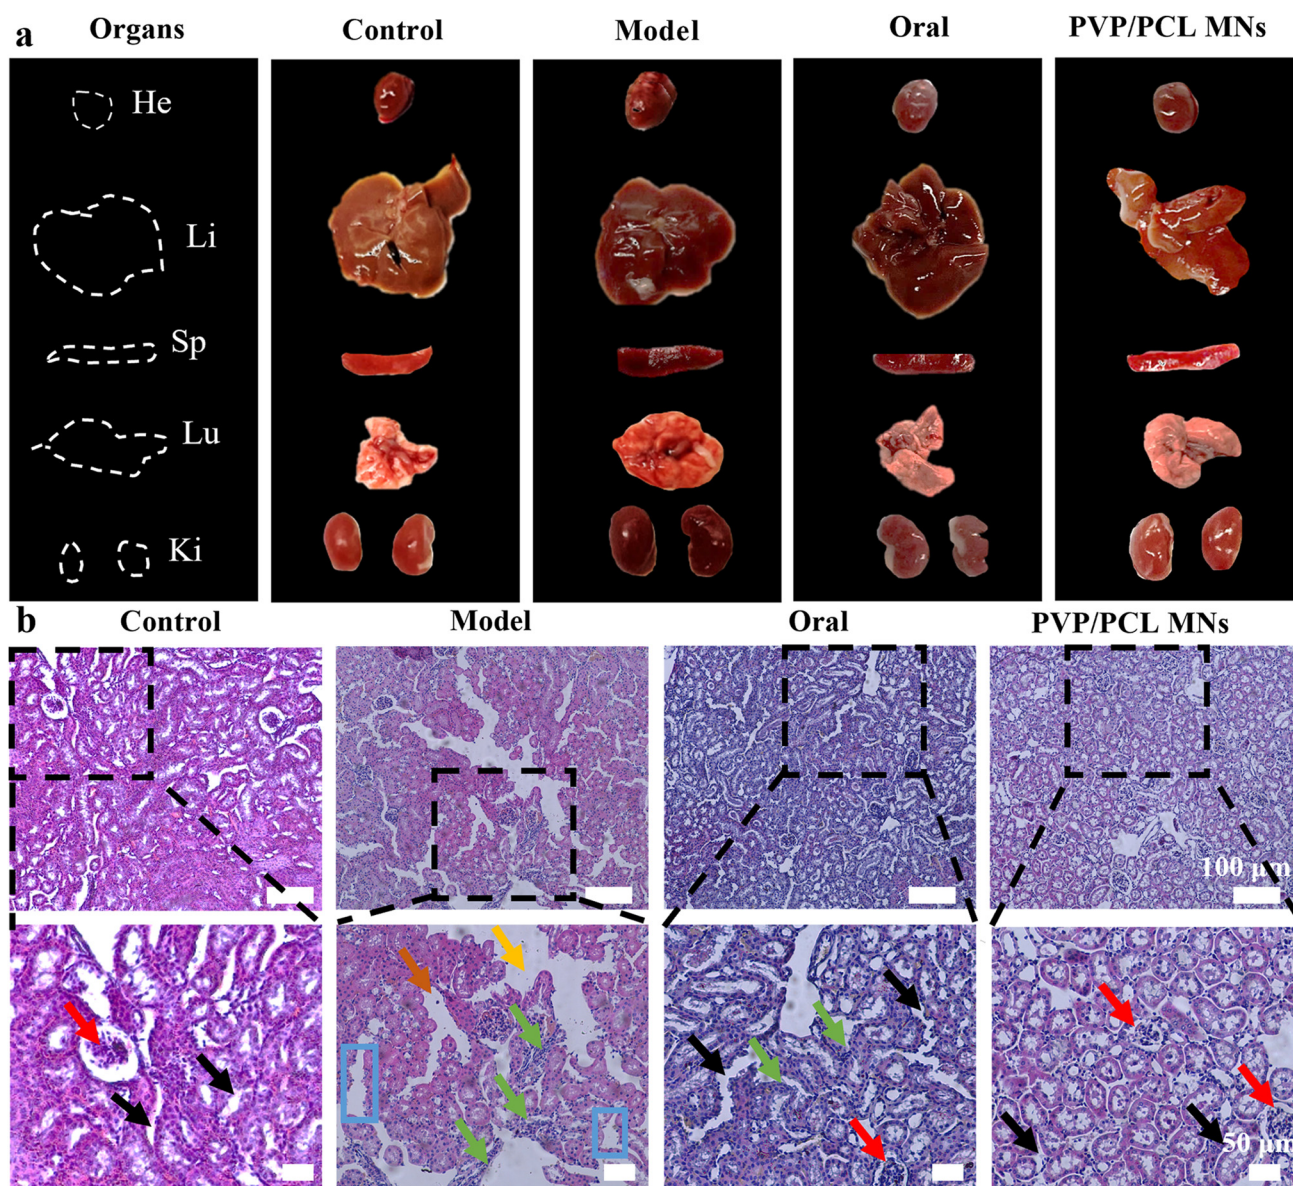 a
Organs Control Model Oral PVP/PCL MNs
He
Li
Sp
Lu
Ki
b
Control Model Oral PVP/PCL MNs
100 μm
50 μm